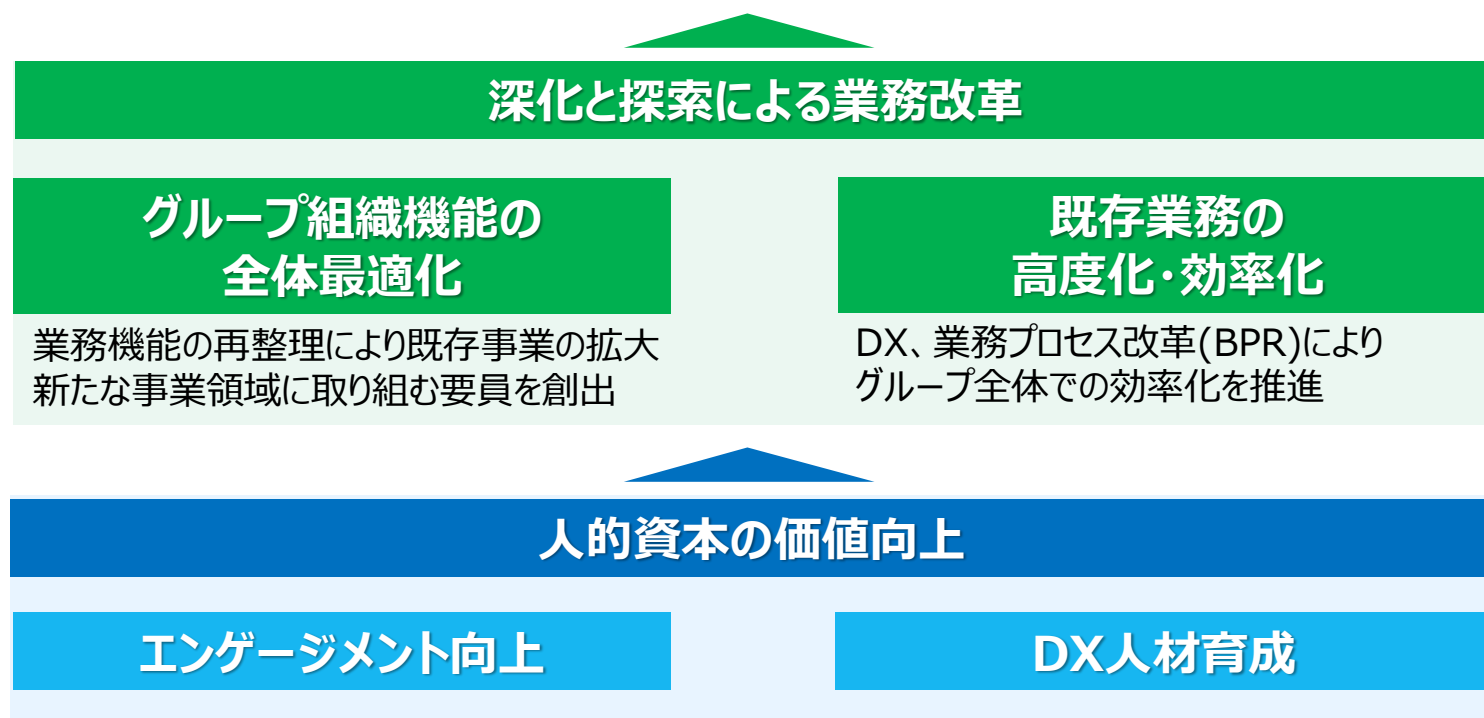 深化と探索による業務改革
グループ組織機能の
全体最適化
業務機能の再整理により既存事業の拡大
新たな事業領域に取り組む要員を創出
既存業務の
高度化・効率化
DX、業務プロセス改革(BPR)により
グループ全体での効率化を推進
人的資本の価値向上
エンゲージメント向上
DX人材育成